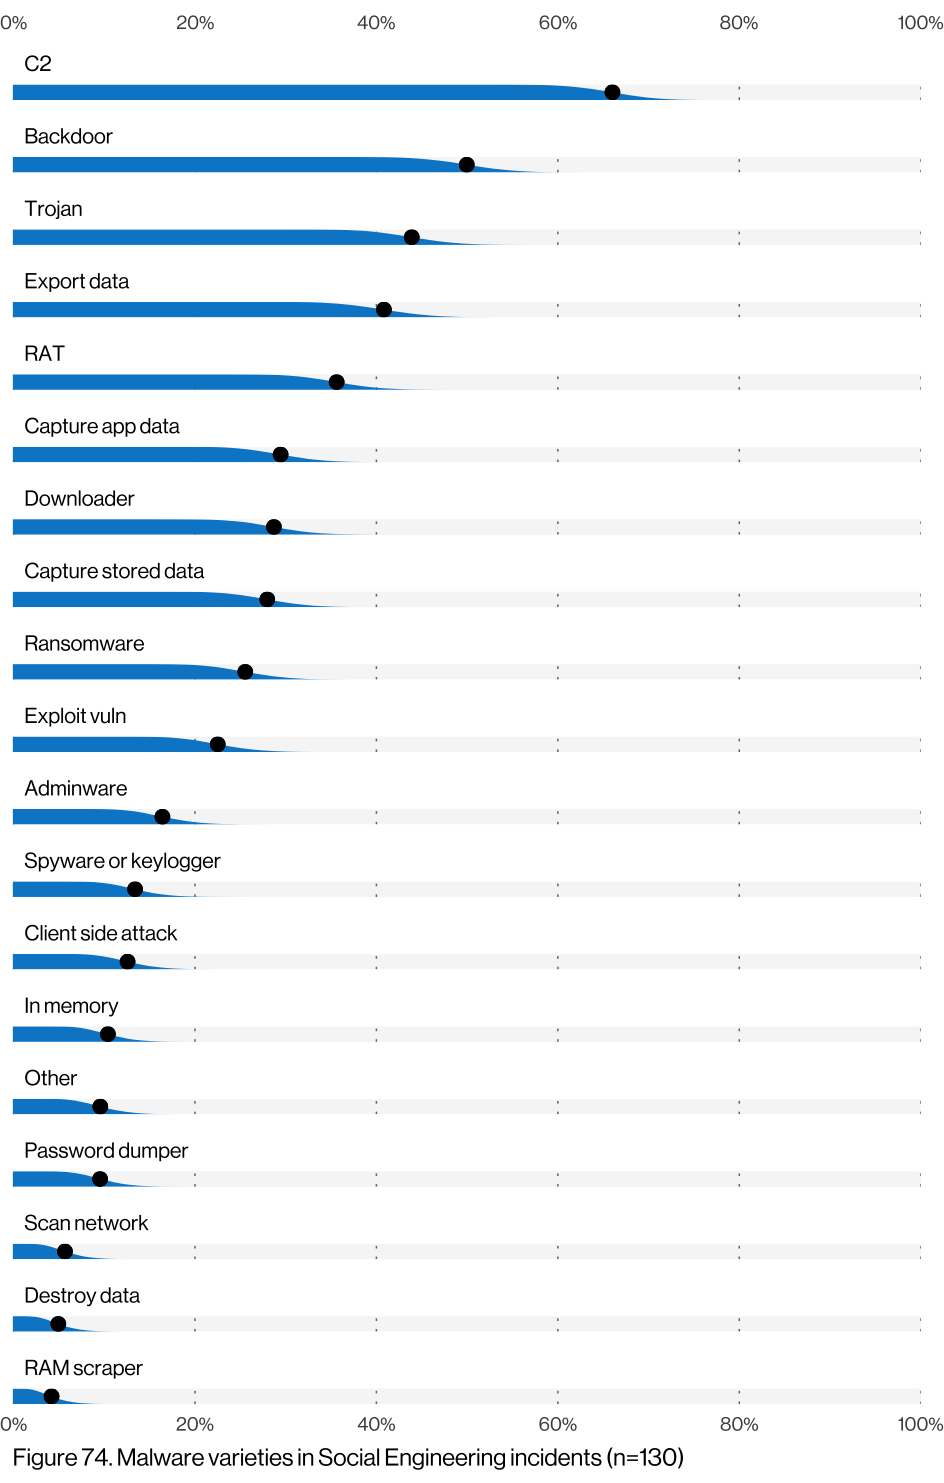 0% 20% 40% 60% 80% 100%
C2
Backdoor
Trojan
Export data
RAT
Capture app data
Downloader
Capture stored data
Ransomware
Exploit vuln
Adminware
Spyware or keylogger
Client side attack
In memory
Other
Password dumper
Scan network
Destroy data
RAM scraper
0% 20% 40% 60% 80% 100%
Figure 74. Malware varieties in Social Engineering incidents (n=130)